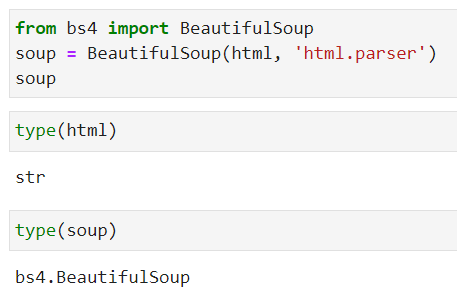 from bs4 import BeautifulSoup
soup = BeautifulSoup(html, 'html.parser')
soup
type(html)
str
type(soup)
bs4.BeautifulSoup